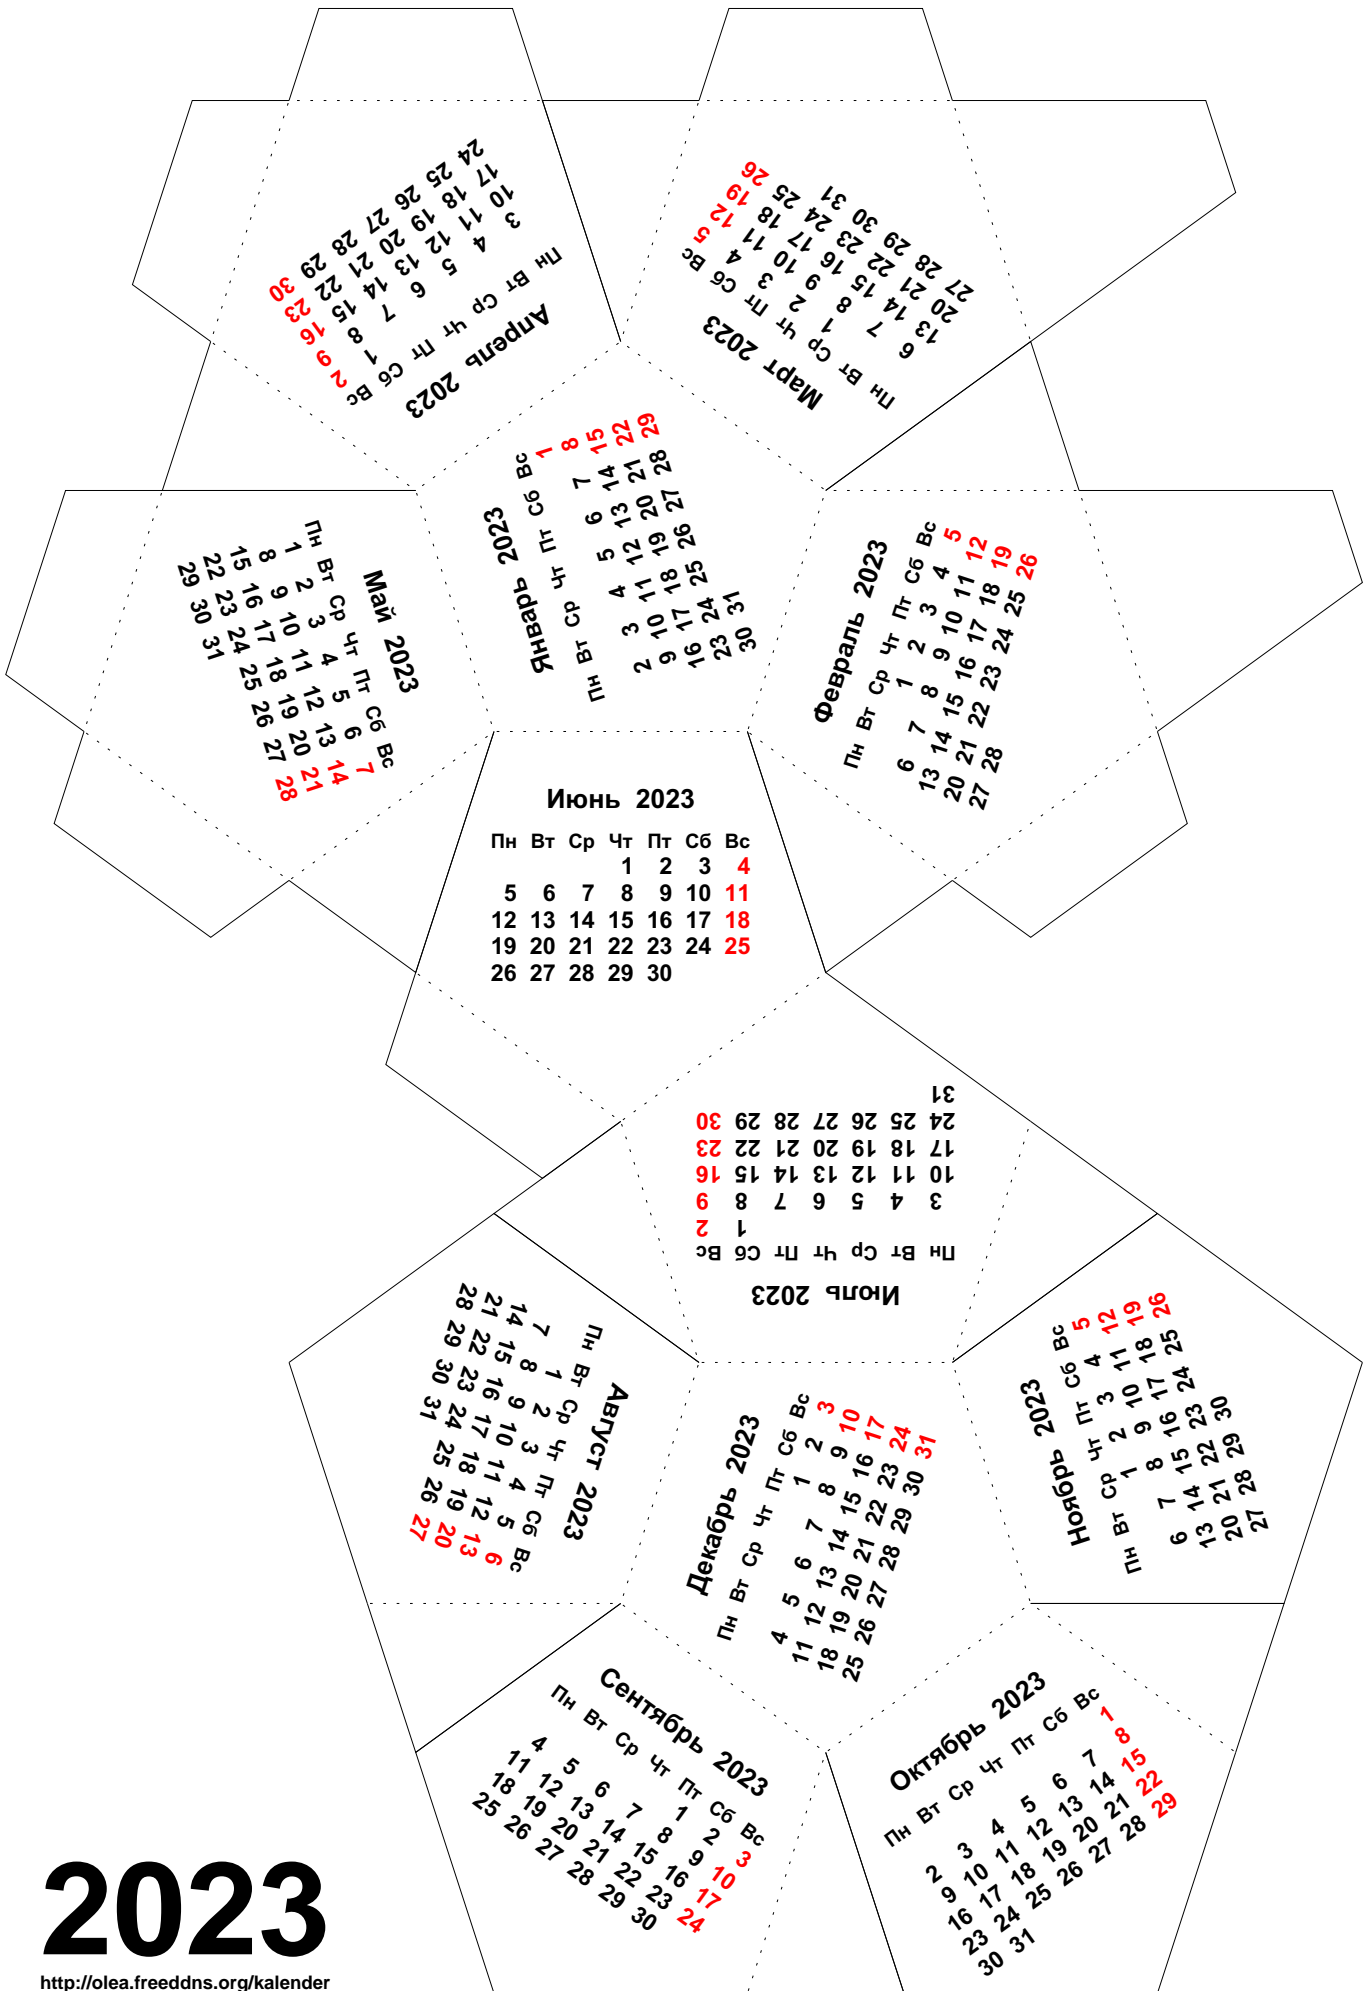 Апрель 2023
Пн Вт Ср Чт Пт Сб Вс
1 2
3 4 5 6 7 8 9
10 11 12 13 14 15 16
17 18 19 20 21 22 23
24 25 26 27 28 29 30
Март 2023
Пн Вт Ср Чт Пт Сб Вс
1 2 3 4 5
6 7 8 9 10 11 12
13 14 15 16 17 18 19
20 21 22 23 24 25 26
27 28 29 30 31
Январь 2023
Пн Вт Ср Чт Пт Сб Вс
1
2 3 4 5 6 7 8
9 10 11 12 13 14 15
16 17 18 19 20 21 22
23 24 25 26 27 28 29
30 31
Май 2023
Пн Вт Ср Чт Пт Сб Вс
1 2 3 4 5 6 7
8 9 10 11 12 13 14
15 16 17 18 19 20 21
22 23 24 25 26 27 28
29 30 31
Февраль 2023
Пн Вт Ср Чт Пт Сб Вс
1 2 3 4 5
6 7 8 9 10 11 12
13 14 15 16 17 18 19
20 21 22 23 24 25 26
27 28
Июнь 2023
Пн Вт Ср Чт Пт Сб Вс
1 2 3 4
5 6 7 8 9 10 11
12 13 14 15 16 17 18
19 20 21 22 23 24 25
26 27 28 29 30
Июль 2023
Пн Вт Ср Чт Пт Сб Вс
1 2
3 4 5 6 7 8 9
10 11 12 13 14 15 16
17 18 19 20 21 22 23
24 25 26 27 28 29 30
31
Август 2023
Пн Вт Ср Чт Пт Сб Вс
1 2 3 4 5 6
7 8 9 10 11 12 13
14 15 16 17 18 19 20
21 22 23 24 25 26 27
28 29 30 31
Декабрь 2023
Пн Вт Ср Чт Пт Сб Вс
1 2 3
4 5 6 7 8 9 10
11 12 13 14 15 16 17
18 19 20 21 22 23 24
25 26 27 28 29 30 31
Ноябрь 2023
Пн Вт Ср Чт Пт Сб Вс
1 2 3 4 5
6 7 8 9 10 11 12
13 14 15 16 17 18 19
20 21 22 23 24 25 26
27 28 29 30
Сентябрь 2023
Пн Вт Ср Чт Пт Сб Вс
1 2 3
4 5 6 7 8 9 10
11 12 13 14 15 16 17
18 19 20 21 22 23 24
25 26 27 28 29 30
Октябрь 2023
Пн Вт Ср Чт Пт Сб Вс
1
2 3 4 5 6 7 8
9 10 11 12 13 14 15
16 17 18 19 20 21 22
23 24 25 26 27 28 29
30 31
2023
http://olea.freeddns.org/kalender